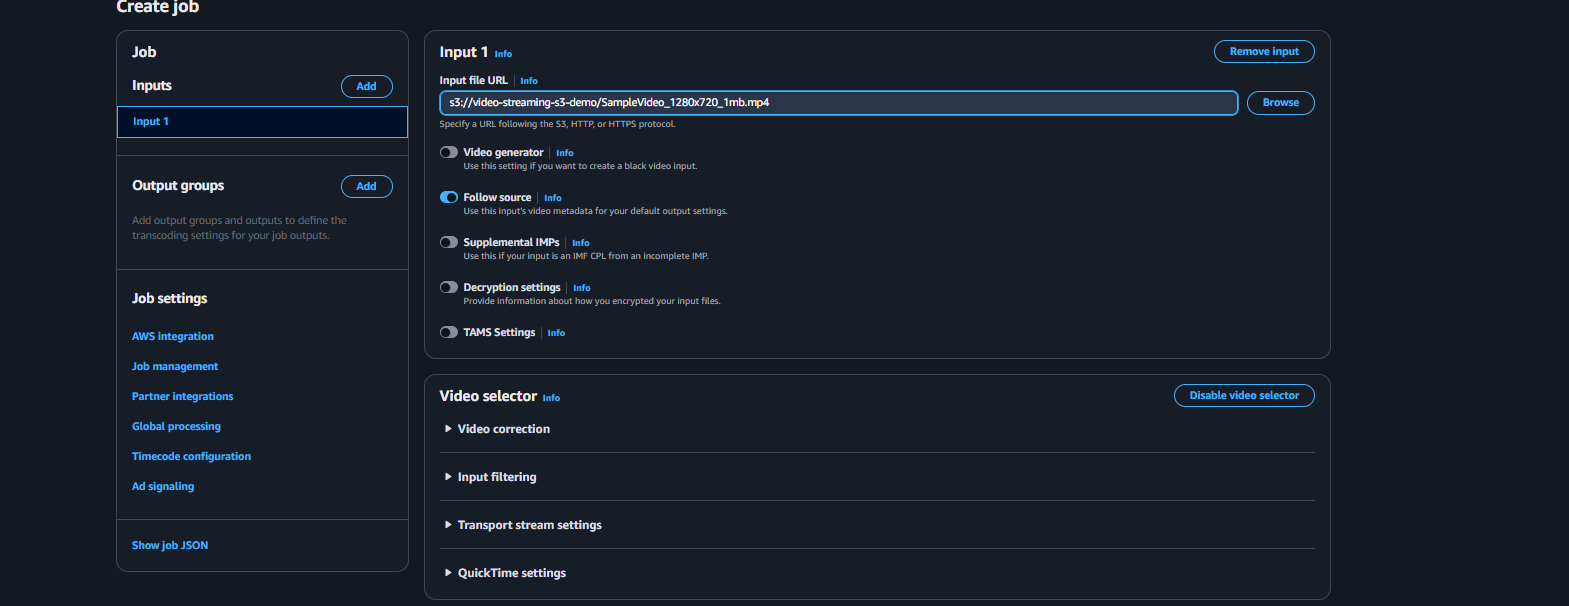 Create job
Job
Inputs
Add
Input 1
Output groups
Add
Add output groups and outputs to define the
transcoding settings for your job outputs.
Job settings
AWS integration
Job management
Partner integrations
Global processing
Timecode configuration
Ad signaling
Show job JSON
Input 1 Info
Remove input
Input file URL Info
s3://video-streaming-s3-demo/SampleVideo_1280x720_1mb.mp4
Browse
Specify a URL following the S3, HTTP, or HTTPS protocol.
Video generator Info
Use this setting if you want to create a black video input.
Follow source Info
Use this input's video metadata for your default output settings.
Supplemental IMPs Info
Use this if your input is an IMF CPL from an incomplete IMP.
Decryption settings Info
Provide information about how you encrypted your input files.
TAMS Settings Info
Video selector Info
Disable video selector
Video correction
Input filtering
Transport stream settings
QuickTime settings